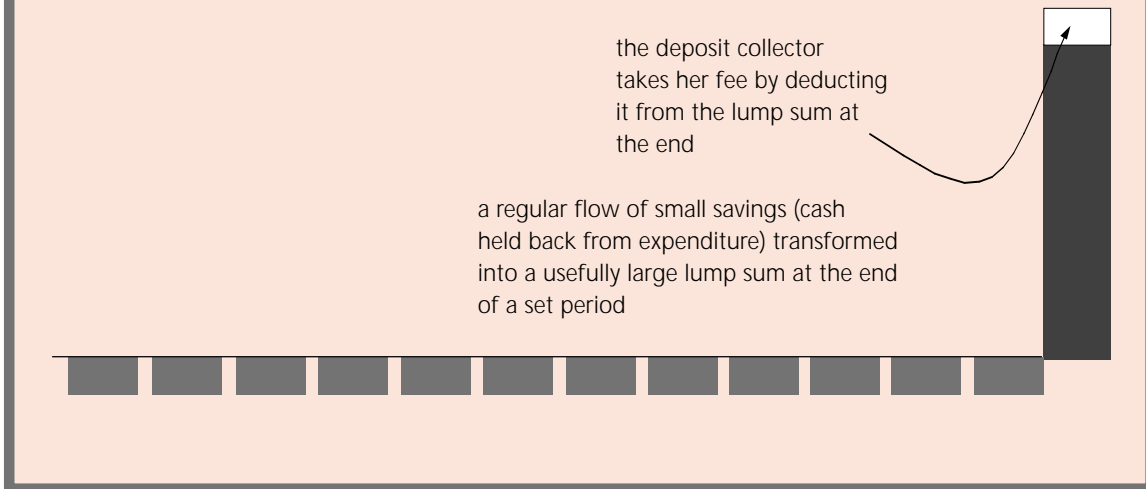 the deposit collector
takes her fee by deducting
it from the lump sum at
the end
a regular flow of small savings (cash
held back from expenditure) transformed
into a usefully large lump sum at the end
of a set period